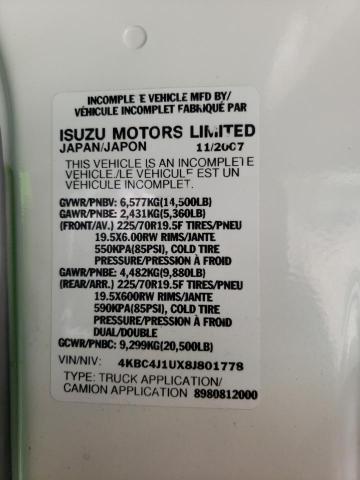 INCOMPLETE VEHICLE MFD BY/
VÉHICULE INCOMPLET FABRIQUÉ PAR
ISUZU MOTORS LIMITED
JAPAN/JAPON 11/2007
THIS VEHICLE IS AN INCOMPLETE
VEHICLE./LE VÉHICULE EST UN
VÉHICULE INCOMPLET.
GVWR/PNBV: 6,577KG(14,500LB)
GAWR/PNBE: 2,431KG(5,360LB)
(FRONT/AV.) 225/70R19.5F TIRES/PNEU
19.5X6.00RW RIMS/JANTE
550KPA(85PSI), COLD TIRE
PRESSURE/PRESSION À FROID
GAWR/PNBE: 4,482KG(9,880LB)
(REAR/ARR.) 225/70R19.5F TIRES/PNEU
19.5X600RW RIMS/JANTE
590KPA(85PSI), COLD TIRE
PRESSURE/PRESSION À FROID
DUAL/DOUBLE
GCWR/PNBC: 9,299KG(20,500LB)
VIN/NIV: 4KBC4J1UX8J801778
TYPE: TRUCK APPLICATION/
CAMION APPLICATION 8980812000